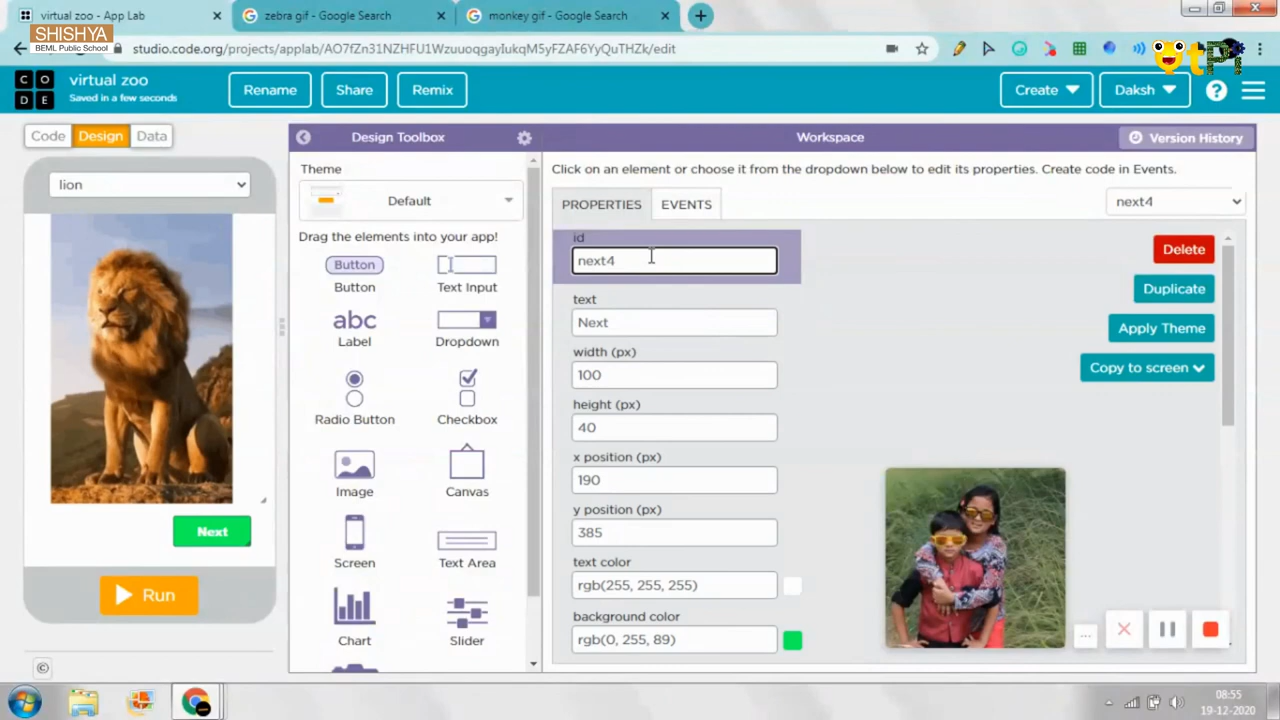 virtual zoo - App Lab
zebra gif - Google Search
monkey gif - Google Search
SHISHYA
BEML Public School
studio.code.org/projects/applab/AO7fZn31NZHFU1WzuuoqgaylukqM5yFZAF6YyQuTHZk/edit
C O
D E
virtual zoo
Saved in a few seconds
Rename
Share
Remix
Create
Daksh
?
Code
Design
Data
Design Toolbox
Workspace
Version History
lion
Next
Run
Theme
Default
Drag the elements into your app!
Button
Button
Text Input
abc
Label
Dropdown
Radio Button
Checkbox
Image
Canvas
Screen
Text Area
Chart
Slider
Click on an element or choose it from the dropdown below to edit its properties. Create code in Events.
PROPERTIES
EVENTS
next4
id
next4
text
Next
width (px)
100
height (px)
40
x position (px)
190
y position (px)
385
text color
rgb(255, 255, 255)
background color
rgb(0, 255, 89)
Delete
Duplicate
Apply Theme
Copy to screen
...
©
08:55
19-12-2020